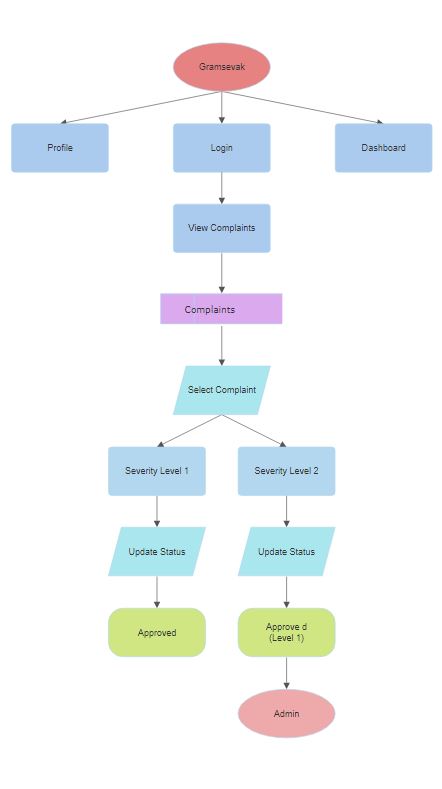 Gramsevak
Profile
Login
Dashboard
View Complaints
Complaints
Select Complaint
Severity Level 1
Severity Level 2
Update Status
Update Status
Approved
Approve d
(Level 1)
Admin